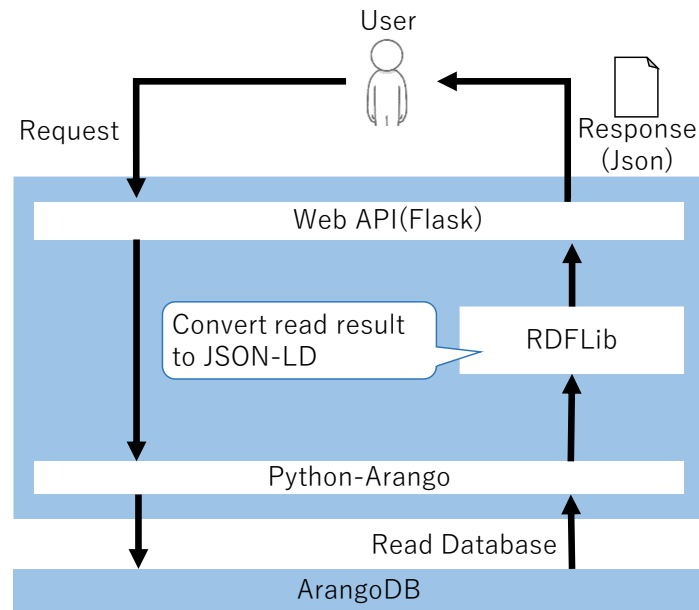 User
Request
Response
(Json)
Web API(Flask)
Convert read result
to JSON-LD
RDFLib
Python-Arango
Read Database
ArangoDB